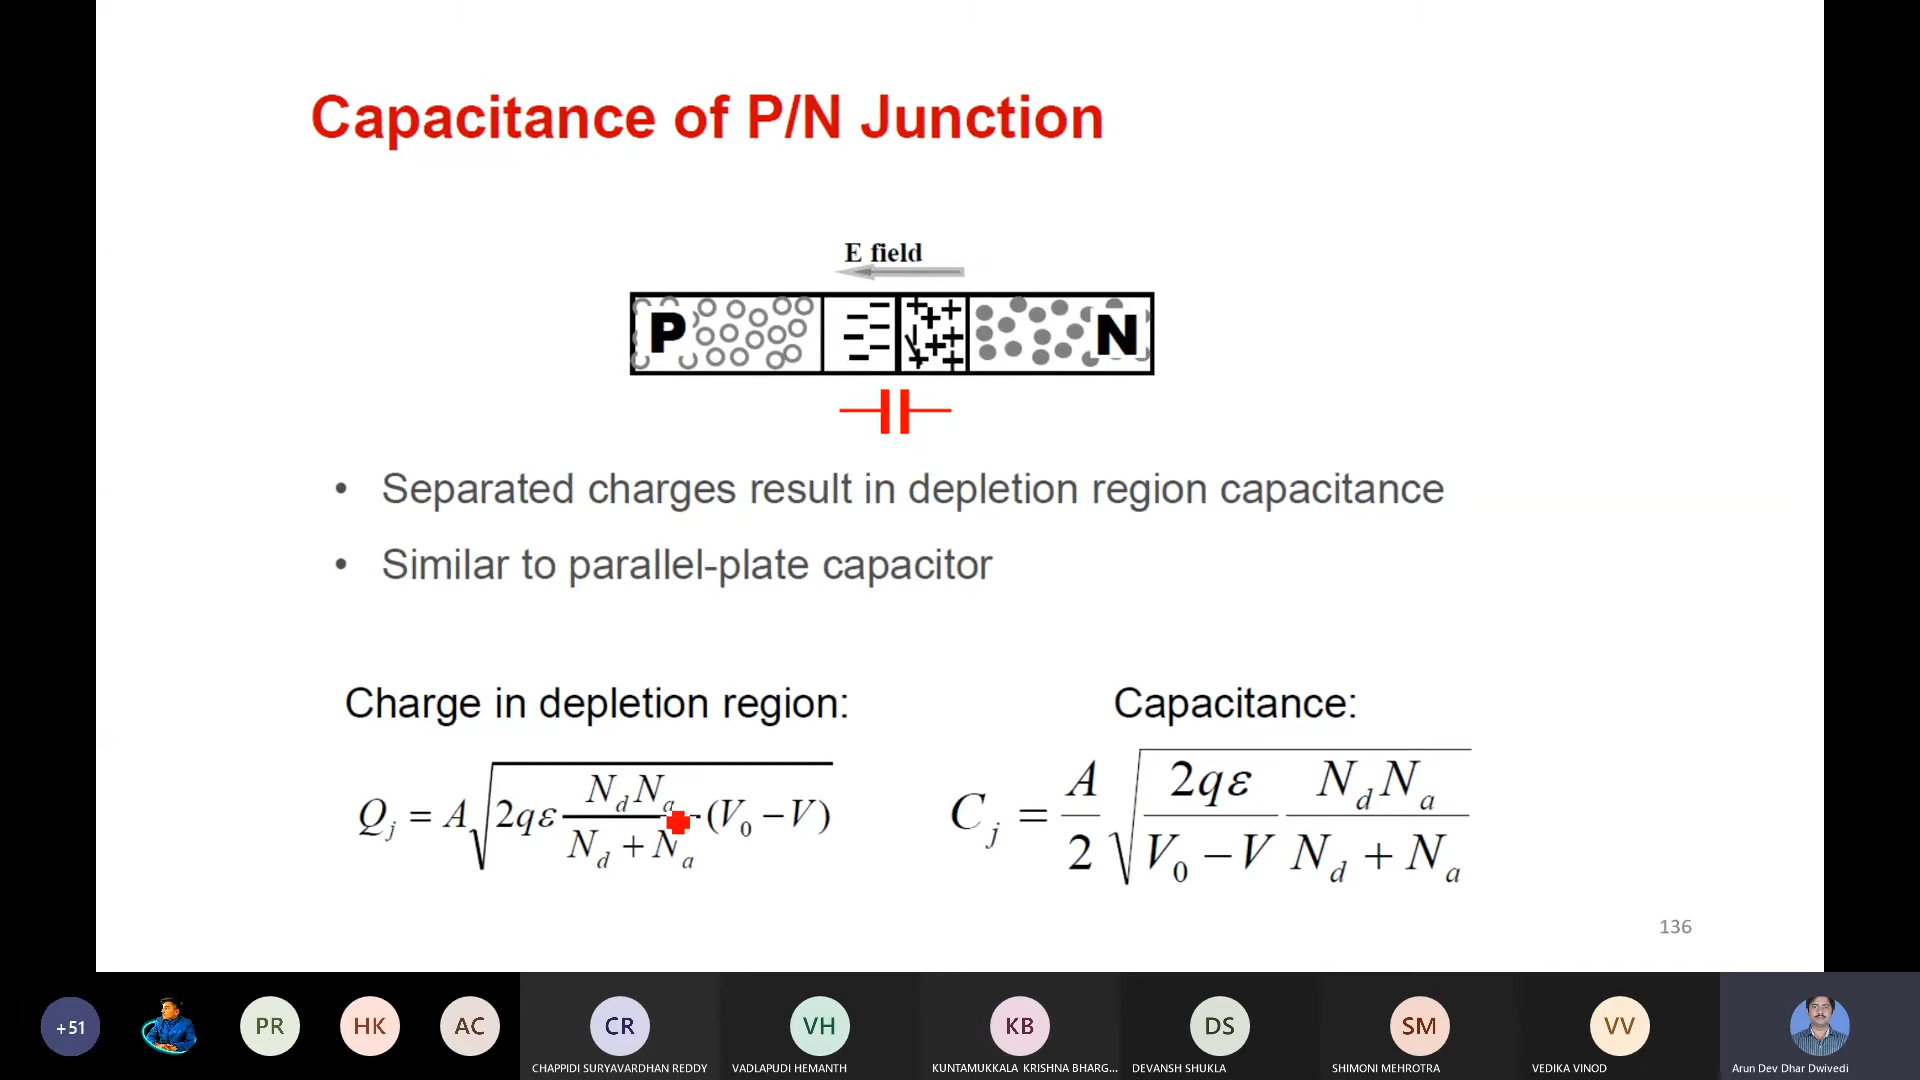 Capacitance of P/N Junction
E field
P
N
• Separated charges result in depletion region capacitance
• Similar to parallel-plate capacitor
Charge in depletion region:
Capacitance:
Q_j = A√(2qε (N_d N_a)/(N_d + N_a) (V_0 − V))
C_j = A/2 √((2qε)/(V_0 − V) (N_d N_a)/(N_d + N_a))
136
+51
PR
HK
AC
CR
VH
KB
DS
SM
VV
CHAPPIDI SURYAVARDHAN REDDY
VADLAPUDI HEMANTH
KUNTAMUKKALA KRISHNA BHARG...
DEVANSH SHUKLA
SHIMONI MEHROTRA
VEDIKA VINOD
Arun Dev Dhar Dwivedi